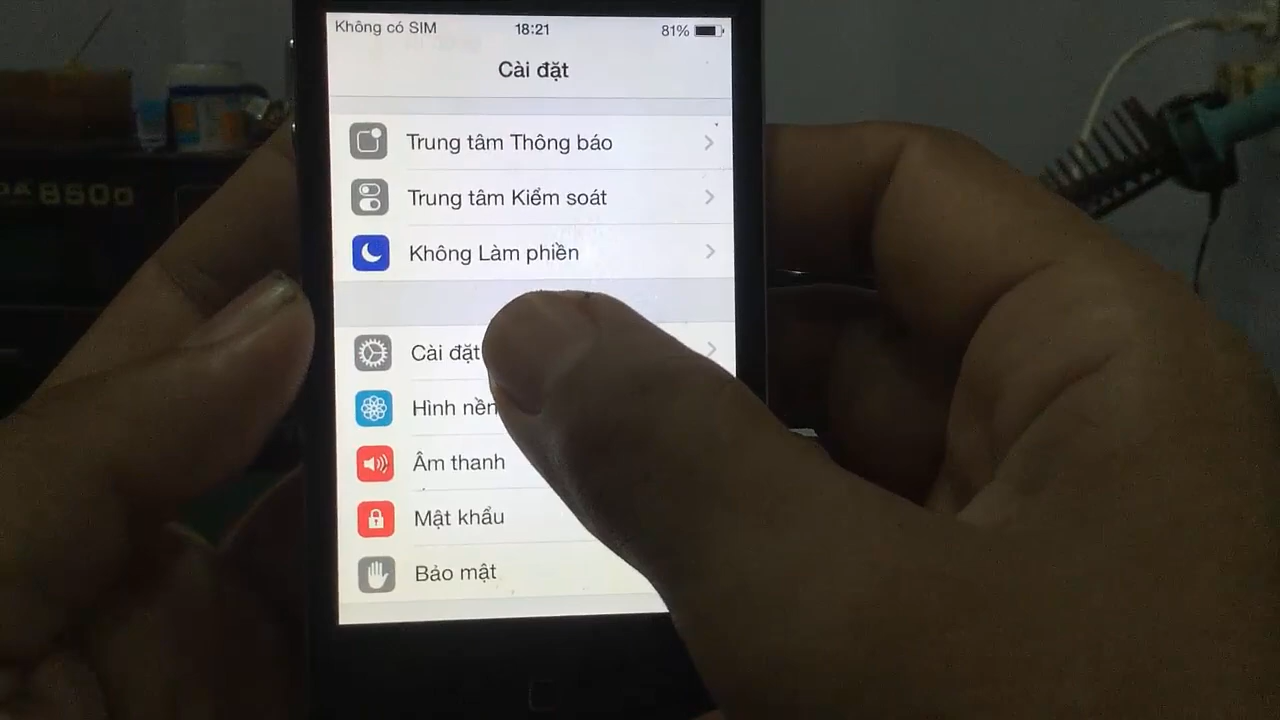 Không có SIM 18:21 81%
Cài đặt
Trung tâm Thông báo
Trung tâm Kiểm soát
Không Làm phiền
Cài đặt
Hình nền
Âm thanh
Mật khẩu
Bảo mật
850D